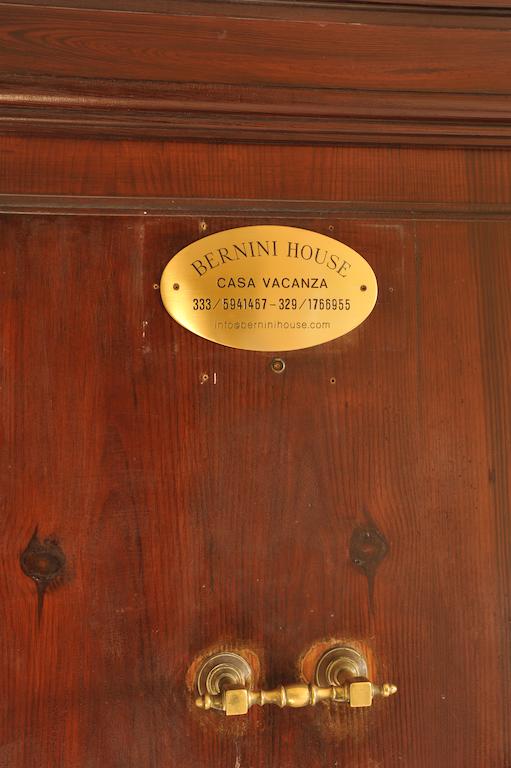 BERNINI HOUSE
CASA VACANZA
333/5941467-329/1766955
info@berninihouse.com